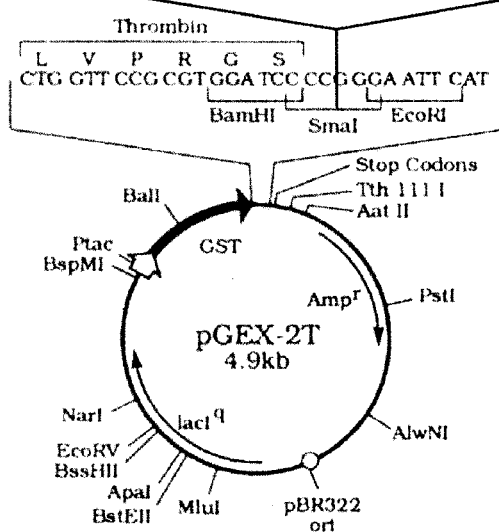 Thrombin
L V P R G S
CTG GTT CCG CGT GGA TCC CCG GGA ATT CAT
BamHI
SmaI
EcoRI
Stop Codons
Tth 111 I
Aat II
BalI
GST
Ptac
BspMI
Amp r
PstI
pGEX-2T
4.9kb
NarI
lacI q
AlwNI
EcoRV
BssHII
ApaI
BstEII
MluI
pBR322
ori